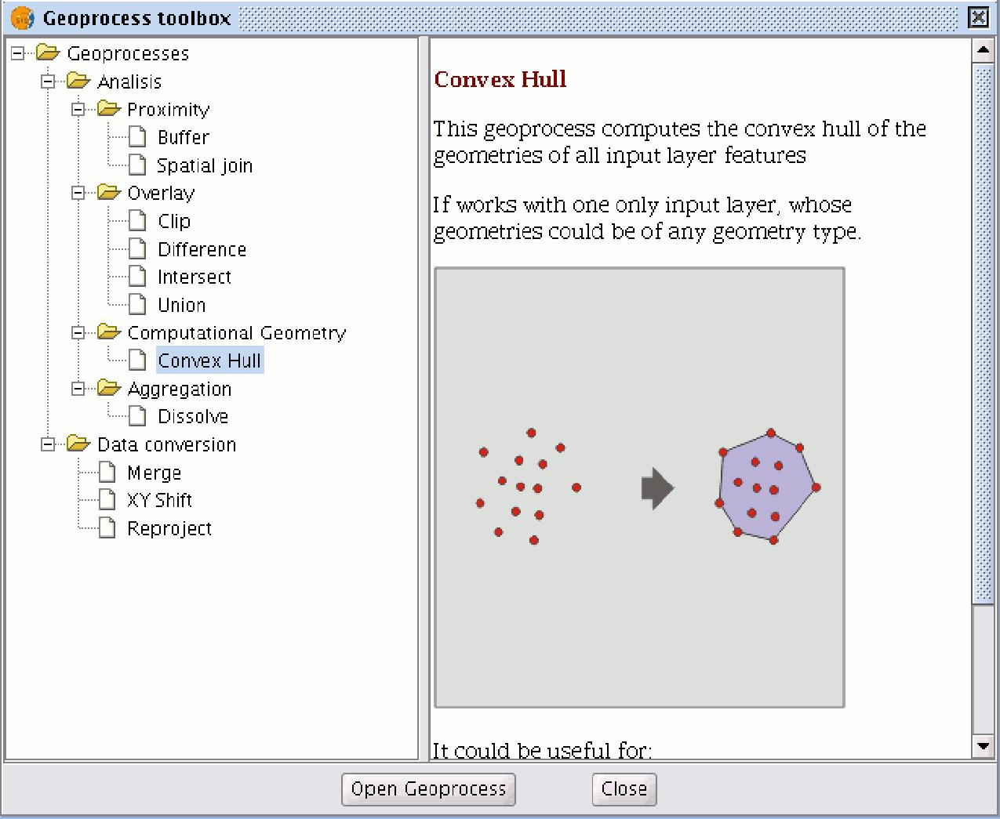 Geoprocess toolbox
Geoprocesses
Analisis
Proximity
Buffer
Spatial join
Overlay
Clip
Difference
Intersect
Union
Computational Geometry
Convex Hull
Aggregation
Dissolve
Data conversion
Merge
XY Shift
Reproject
Convex Hull
This geoprocess computes the convex hull of the
geometries of all input layer features
If works with one only input layer, whose
geometries could be of any geometry type.
It could be useful for:
Open Geoprocess
Close